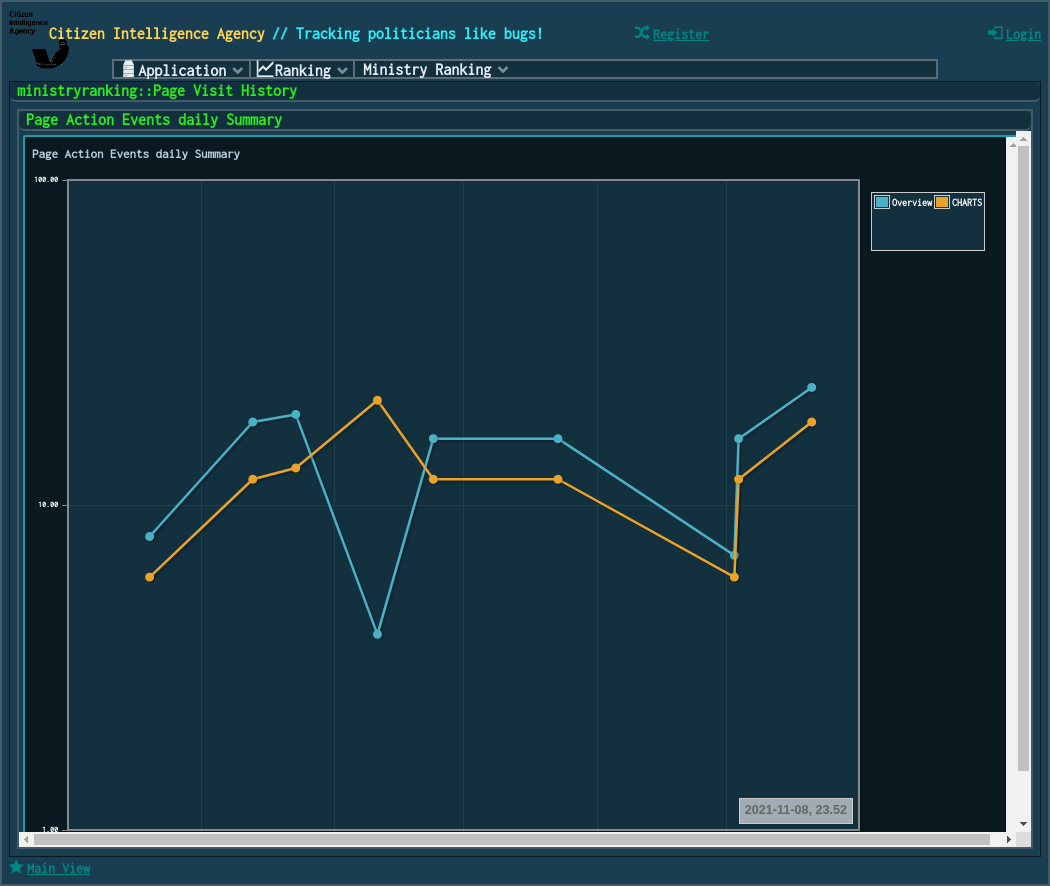 Citizen
Intelligence
Agency
Citizen Intelligence Agency // Tracking politicians like bugs!
Register
Login
Application
Ranking
Ministry Ranking
ministryranking::Page Visit History
Page Action Events daily Summary
Page Action Events daily Summary
100.00
Overview
CHARTS
10.00
2021-11-08, 23.52
1.00
Main View